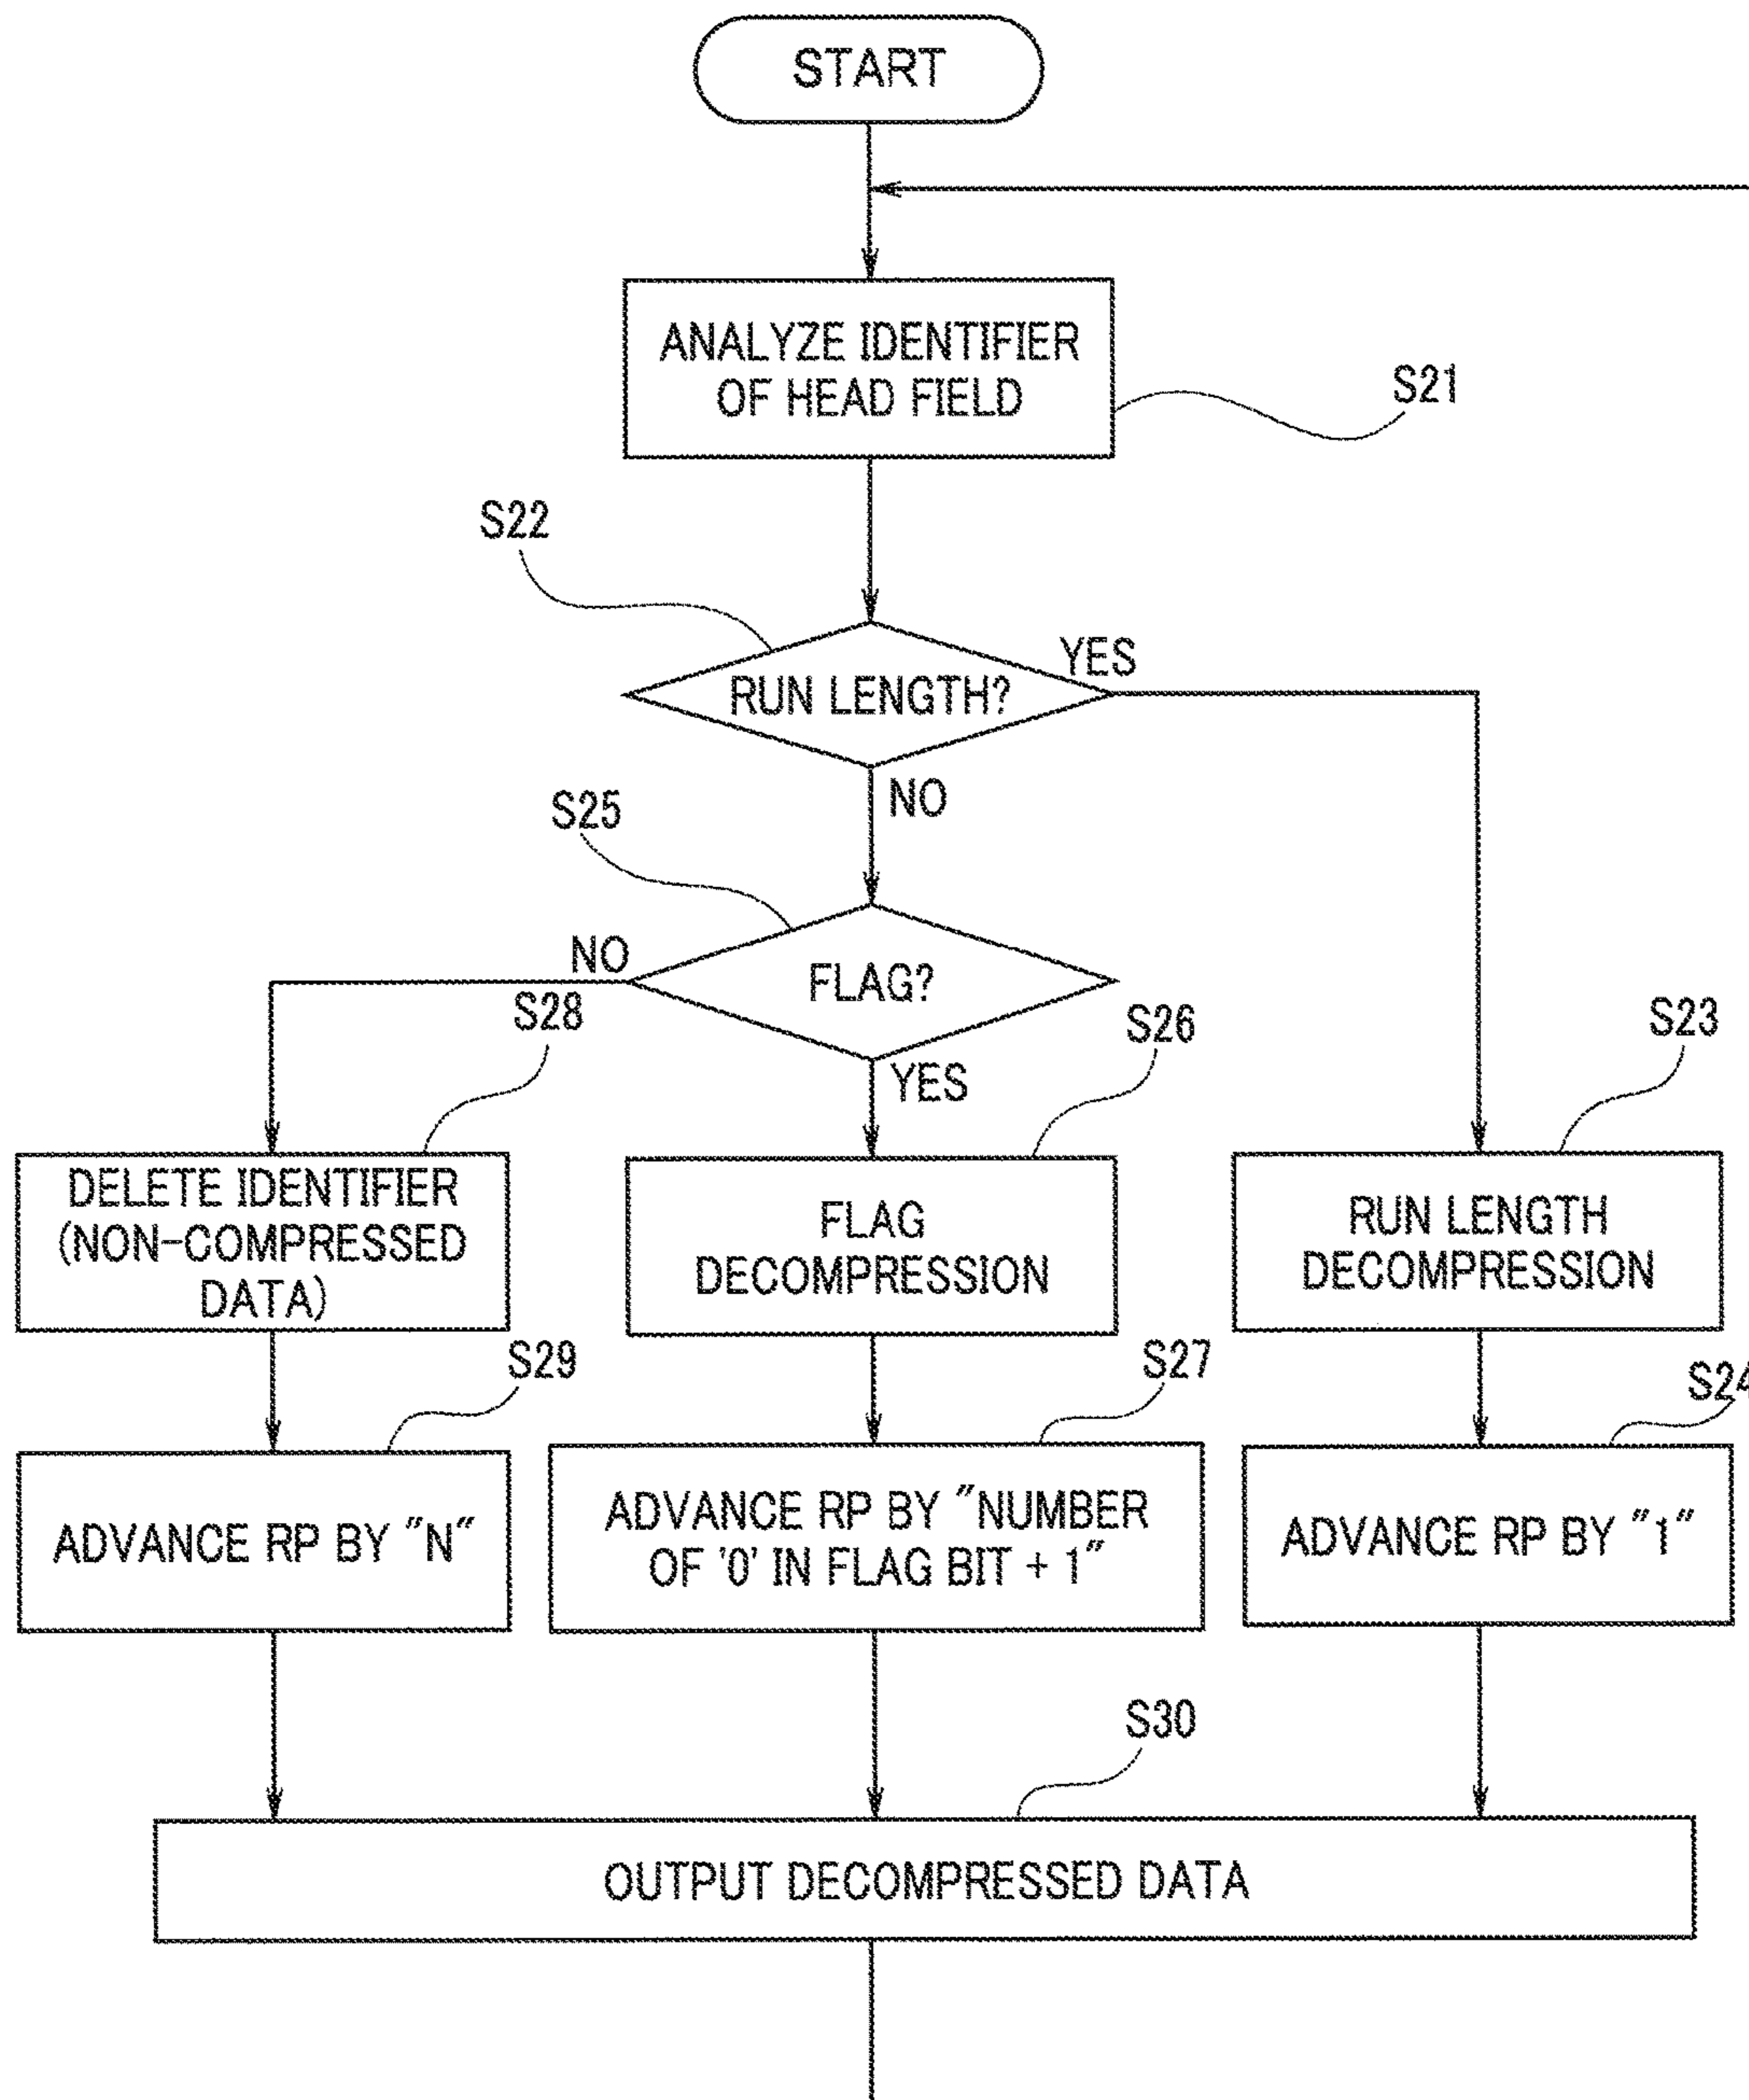 START
ANALYZE IDENTIFIER
OF HEAD FIELD
S21
S22
RUN LENGTH?
YES
NO
S25
FLAG?
NO
YES
S28
S26
S23
DELETE IDENTIFIER
(NON-COMPRESSED
DATA)
FLAG
DECOMPRESSION
RUN LENGTH
DECOMPRESSION
S29
S27
S24
ADVANCE RP BY "N"
ADVANCE RP BY "NUMBER
OF '0' IN FLAG BIT + 1"
ADVANCE RP BY "1"
S30
OUTPUT DECOMPRESSED DATA